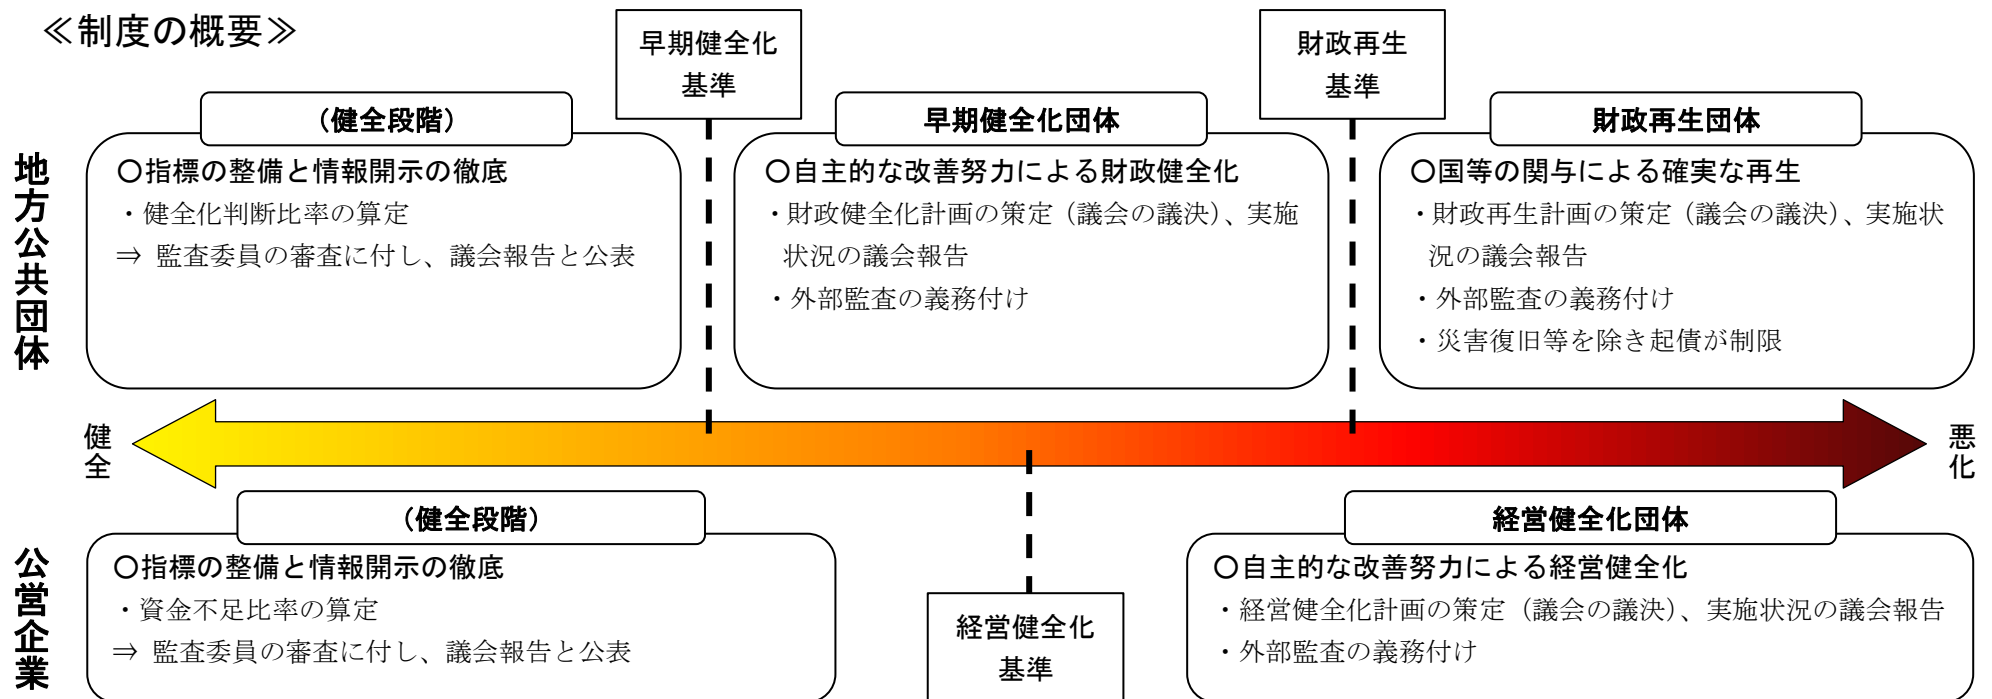 ≪制度の概要≫
早期健全化
基準
財政再生
基準
地方公共団体
（健全段階）
〇指標の整備と情報開示の徹底
・健全化判断比率の算定
⇒ 監査委員の審査に付し、議会報告と公表
早期健全化団体
〇自主的な改善努力による財政健全化
・財政健全化計画の策定（議会の議決）、実施
状況の議会報告
・外部監査の義務付け
財政再生団体
〇国等の関与による確実な再生
・財政再生計画の策定（議会の議決）、実施状
況の議会報告
・外部監査の義務付け
・災害復旧等を除き起債が制限
健全
悪化
公営企業
（健全段階）
〇指標の整備と情報開示の徹底
・資金不足比率の算定
⇒ 監査委員の審査に付し、議会報告と公表
経営健全化
基準
経営健全化団体
〇自主的な改善努力による経営健全化
・経営健全化計画の策定（議会の議決）、実施状況の議会報告
・外部監査の義務付け